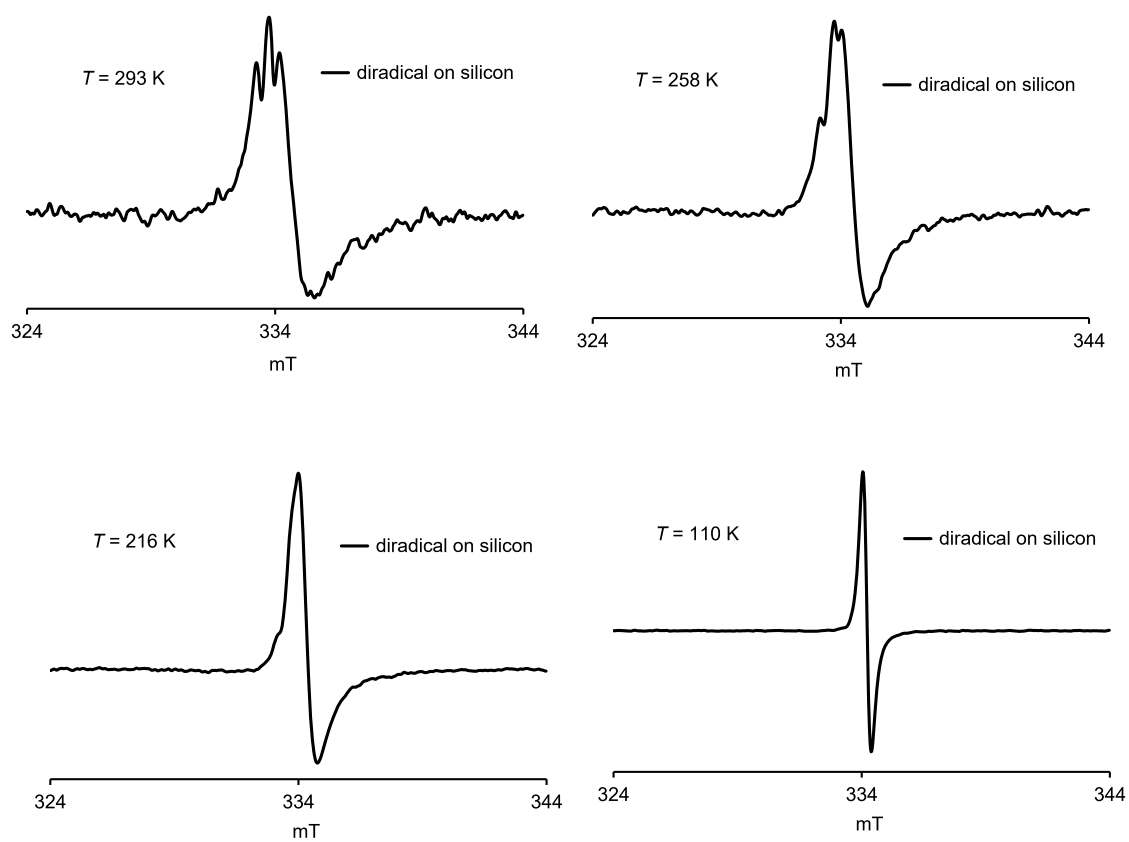 T = 293 K
diradical on silicon
324
334
344
mT
T = 258 K
diradical on silicon
324
334
344
mT
T = 216 K
diradical on silicon
324
334
344
mT
T = 110 K
diradical on silicon
324
334
344
mT